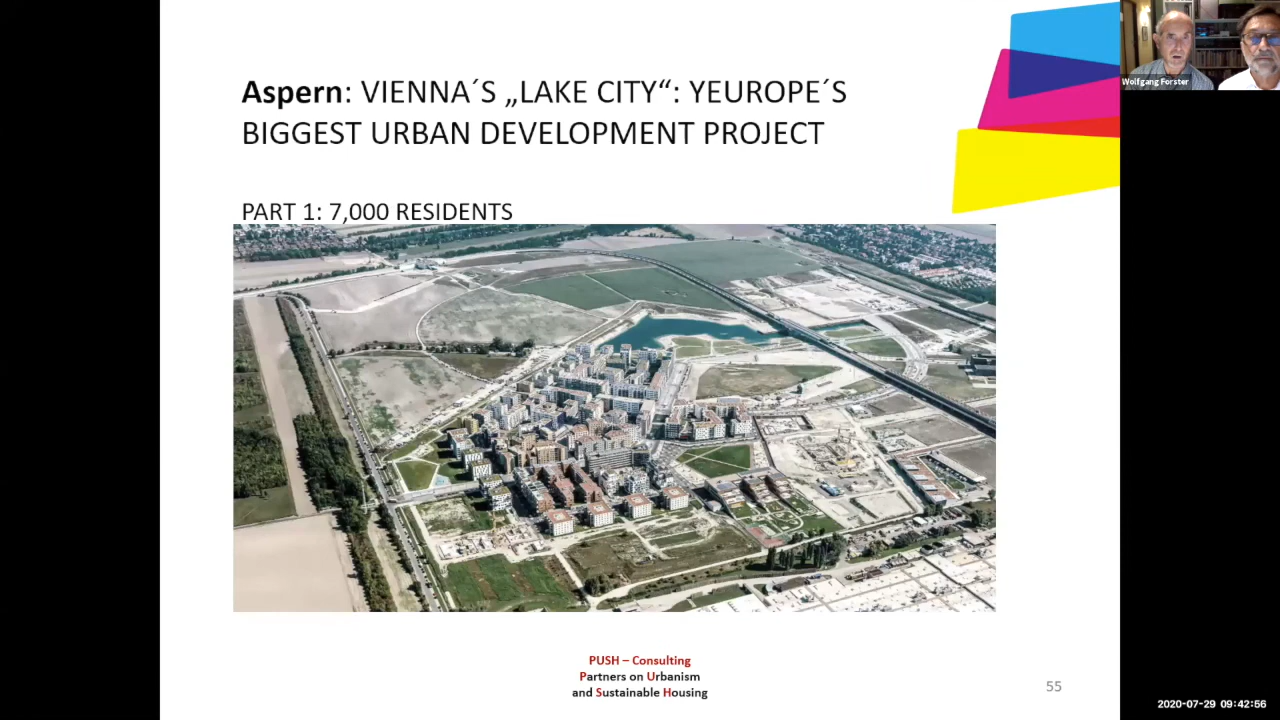 Aspern: VIENNA´S „LAKE CITY“: YEUROPE´S
BIGGEST URBAN DEVELOPMENT PROJECT
PART 1: 7,000 RESIDENTS
PUSH – Consulting
Partners on Urbanism
and Sustainable Housing
55
Wolfgang Forster
2020-07-29 09:42:56